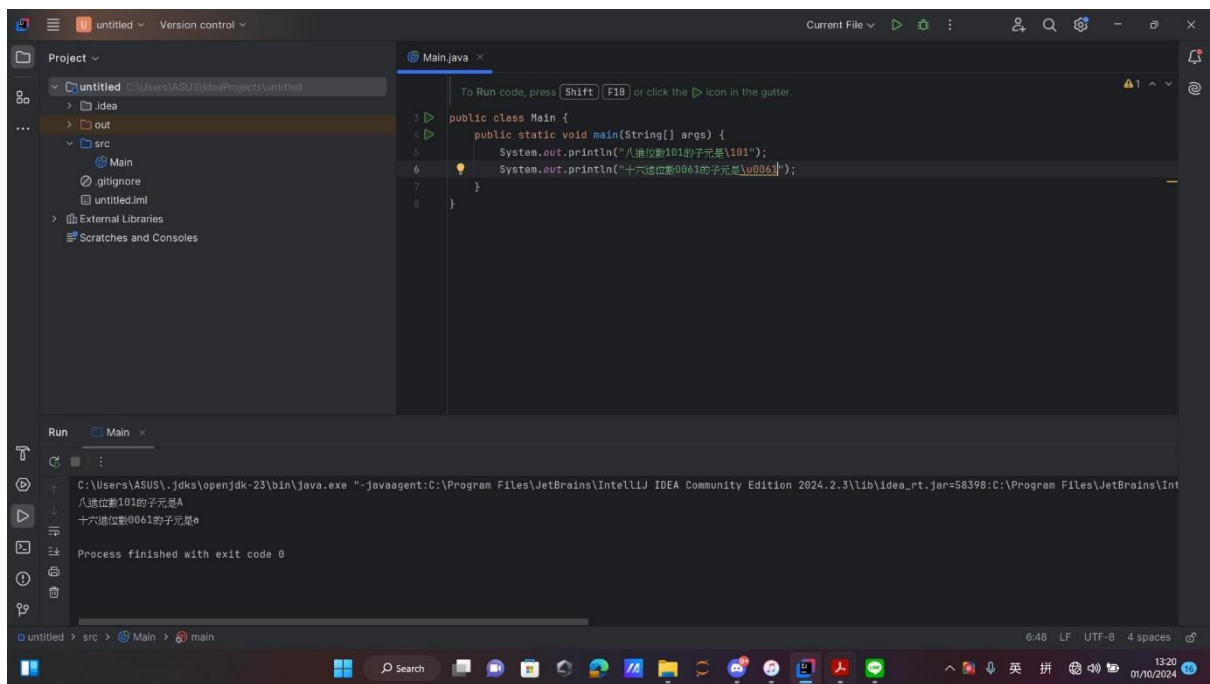 untitled
Version control
Current File
Project
Main.java
untitled C:\Users\ASUS\IdeaProjects\untitled
.idea
out
src
Main
.gitignore
untitled.iml
External Libraries
Scratches and Consoles
To Run code, press Shift F10 or click the icon in the gutter.
1
3 public class Main {
4 public static void main(String[] args) {
5 System.out.println("八進位數101的子元是\101");
6 System.out.println("十六進位數0061的子元是\u0061");
7 }
8 }
Run Main
C:\Users\ASUS\.jdks\openjdk-23\bin\java.exe "-javaagent:C:\Program Files\JetBrains\IntelliJ IDEA Community Edition 2024.2.3\lib\idea_rt.jar=58398:C:\Program Files\JetBrains\Int
八進位數101的子元是A
十六進位數0061的子元是a
Process finished with exit code 0
untitled > src > Main > main
6:48 LF UTF-8 4 spaces
Search
英 拼
13:20
01/10/2024
16